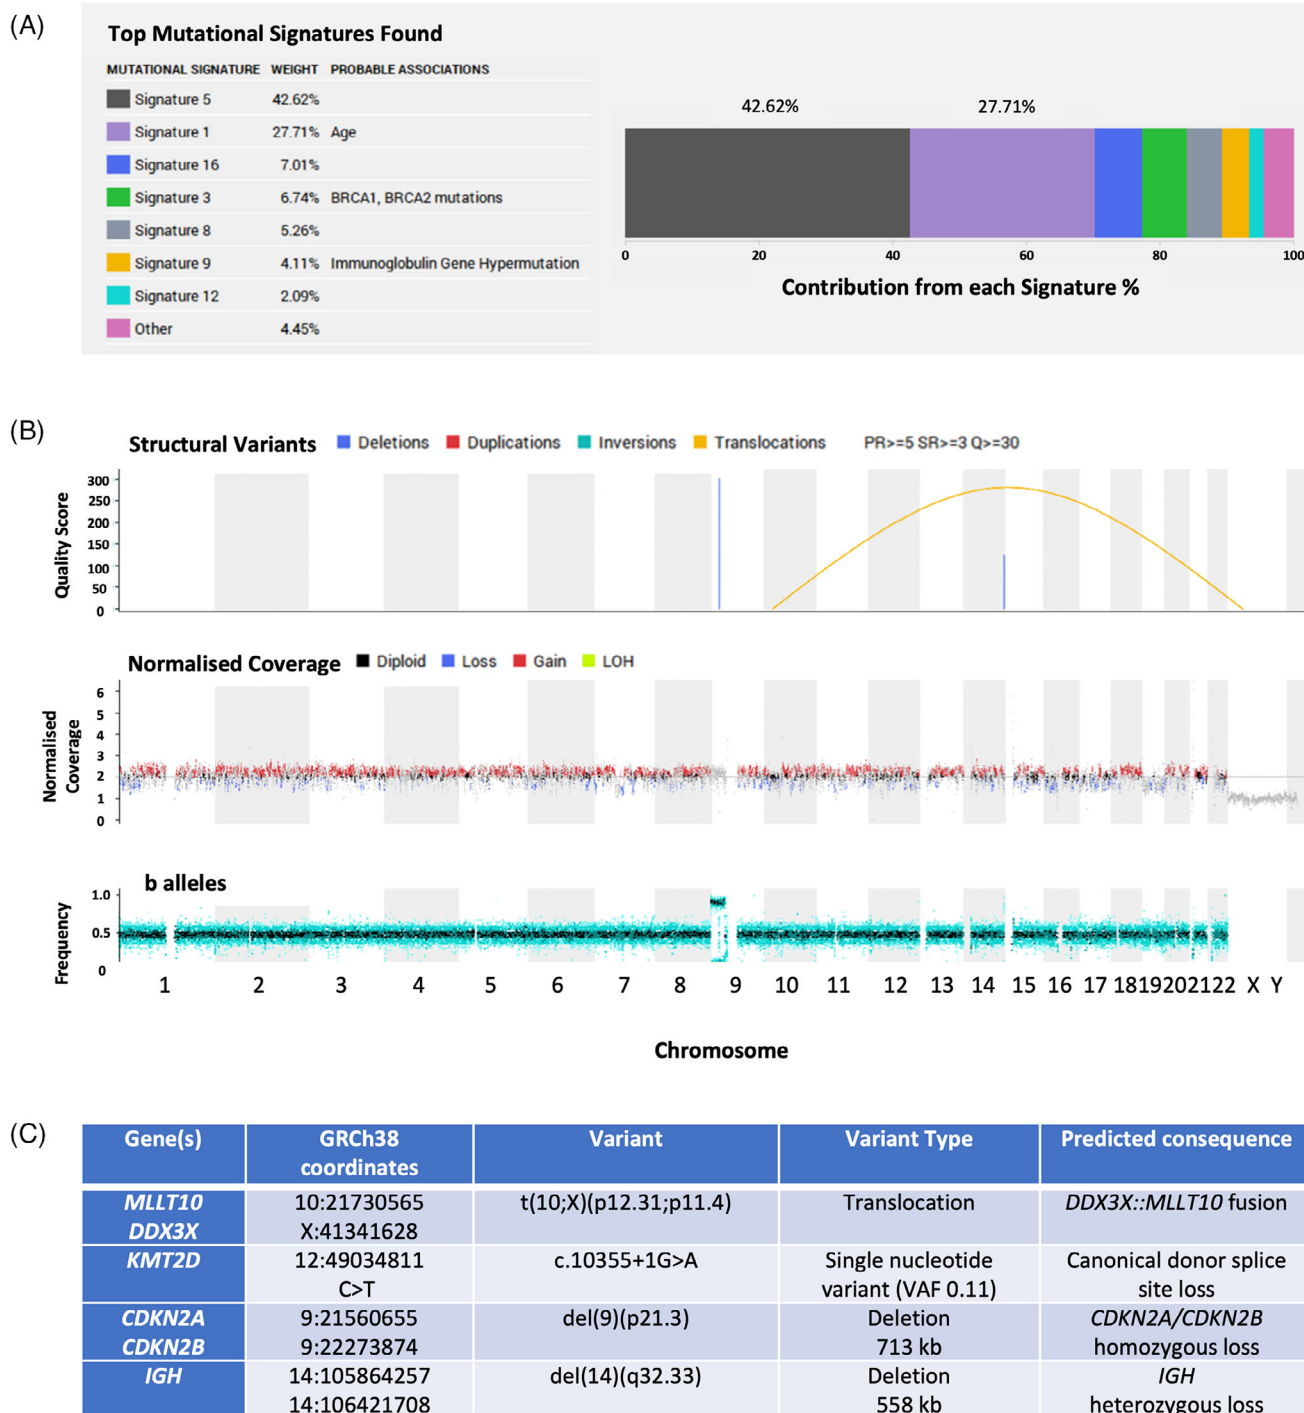 (A)
Top Mutational Signatures Found
MUTATIONAL SIGNATURE WEIGHT PROBABLE ASSOCIATIONS
Signature 5 42.62%
Signature 1 27.71% Age
Signature 16 7.01%
Signature 3 6.74% BRCA1, BRCA2 mutations
Signature 8 5.26%
Signature 9 4.11% Immunoglobulin Gene Hypermutation
Signature 12 2.09%
Other 4.45%
42.62% 27.71%
0 20 40 60 80 100
Contribution from each Signature %
(B)
Structural Variants Deletions Duplications Inversions Translocations PR>=5 SR>=3 Q>=30
Quality Score
300
250
200
150
100
50
0
Normalised Coverage Diploid Loss Gain LOH
Normalised
Coverage
6
5
4
3
2
1
0
b alleles
Frequency
1.0
0.5
0
1 2 3 4 5 6 7 8 9 10 11 12 13 14 15 16 17 18 19 20 21 22 X Y
Chromosome
(C)
Gene(s) GRCh38 Variant Variant Type Predicted consequence
coordinates
MLLT10 10:21730565 t(10;X)(p12.31;p11.4) Translocation DDX3X::MLLT10 fusion
DDX3X X:41341628
KMT2D 12:49034811 c.10355+1G>A Single nucleotide Canonical donor splice
C>T variant (VAF 0.11) site loss
CDKN2A 9:21560655 del(9)(p21.3) Deletion CDKN2A/CDKN2B
CDKN2B 9:22273874 713 kb homozygous loss
IGH 14:105864257 del(14)(q32.33) Deletion IGH
14:106421708 558 kb heterozygous loss